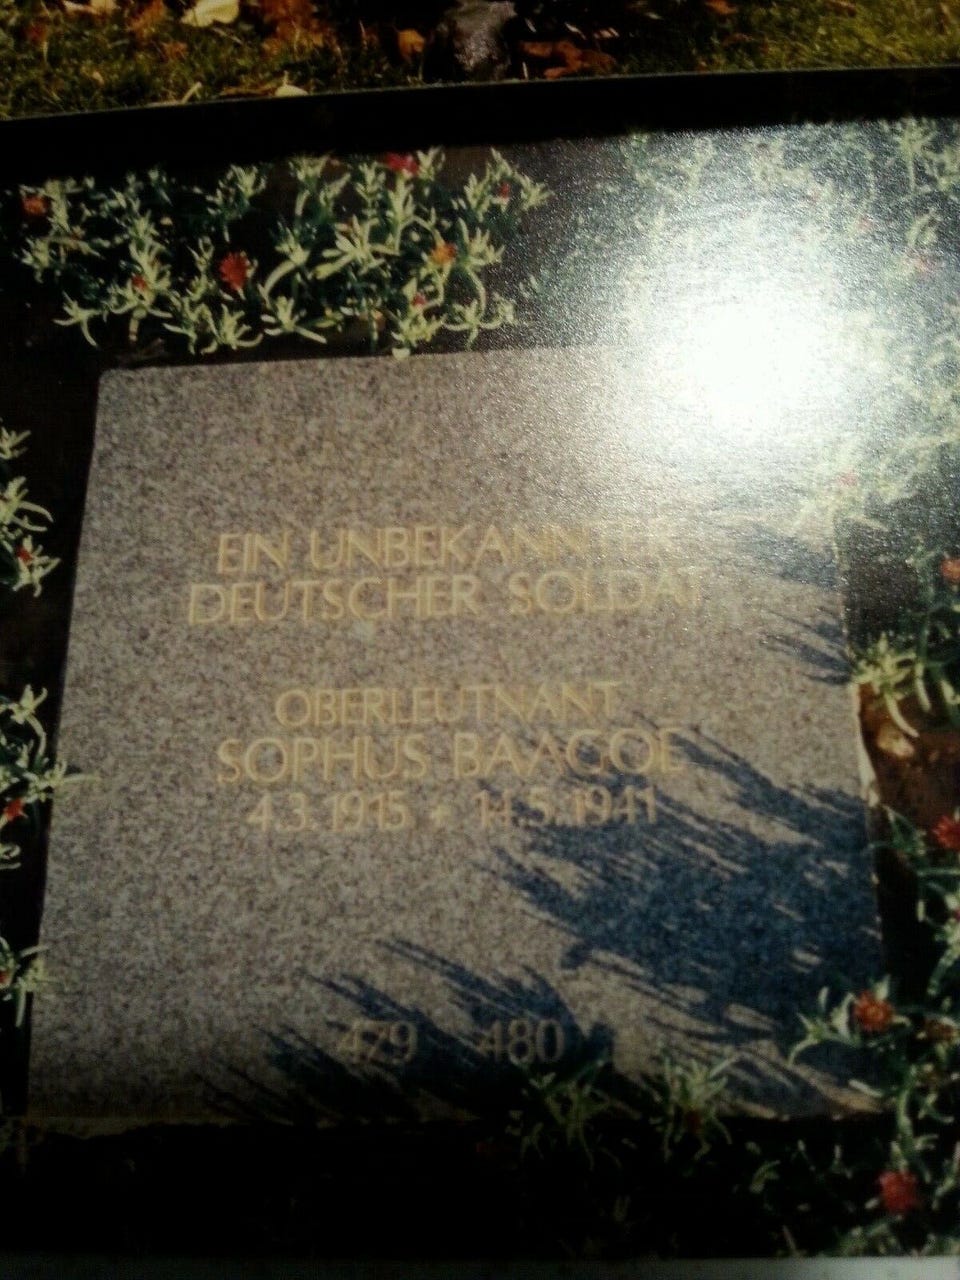 EIN UNBEKANNTER
DEUTSCHER SOLDAT
OBERLEUTNANT
SOPHUS BAAGOE
4.3.1915 + 14.5.1941
479 480